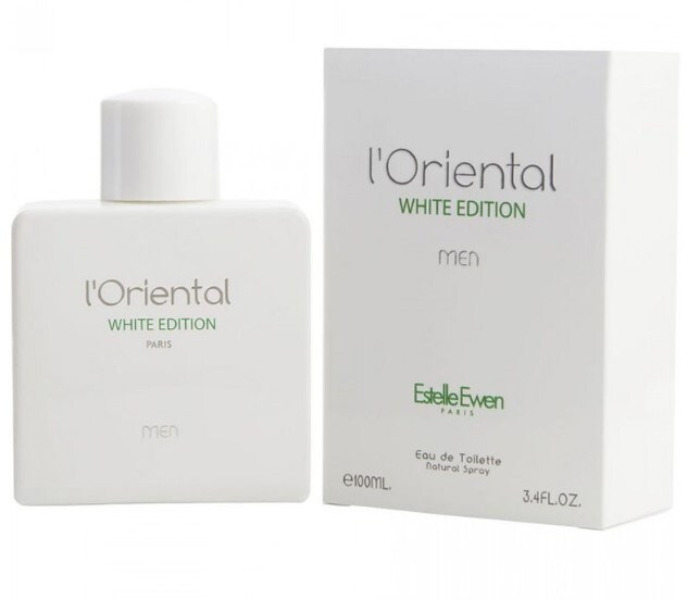 l'Oriental
WHITE EDITION
PARIS
MEN
l'Oriental
WHITE EDITION
MEN
Estelle Ewen
PARIS
Eau de Toilette
Natural Spray
℮100ML.
3.4FL.OZ.